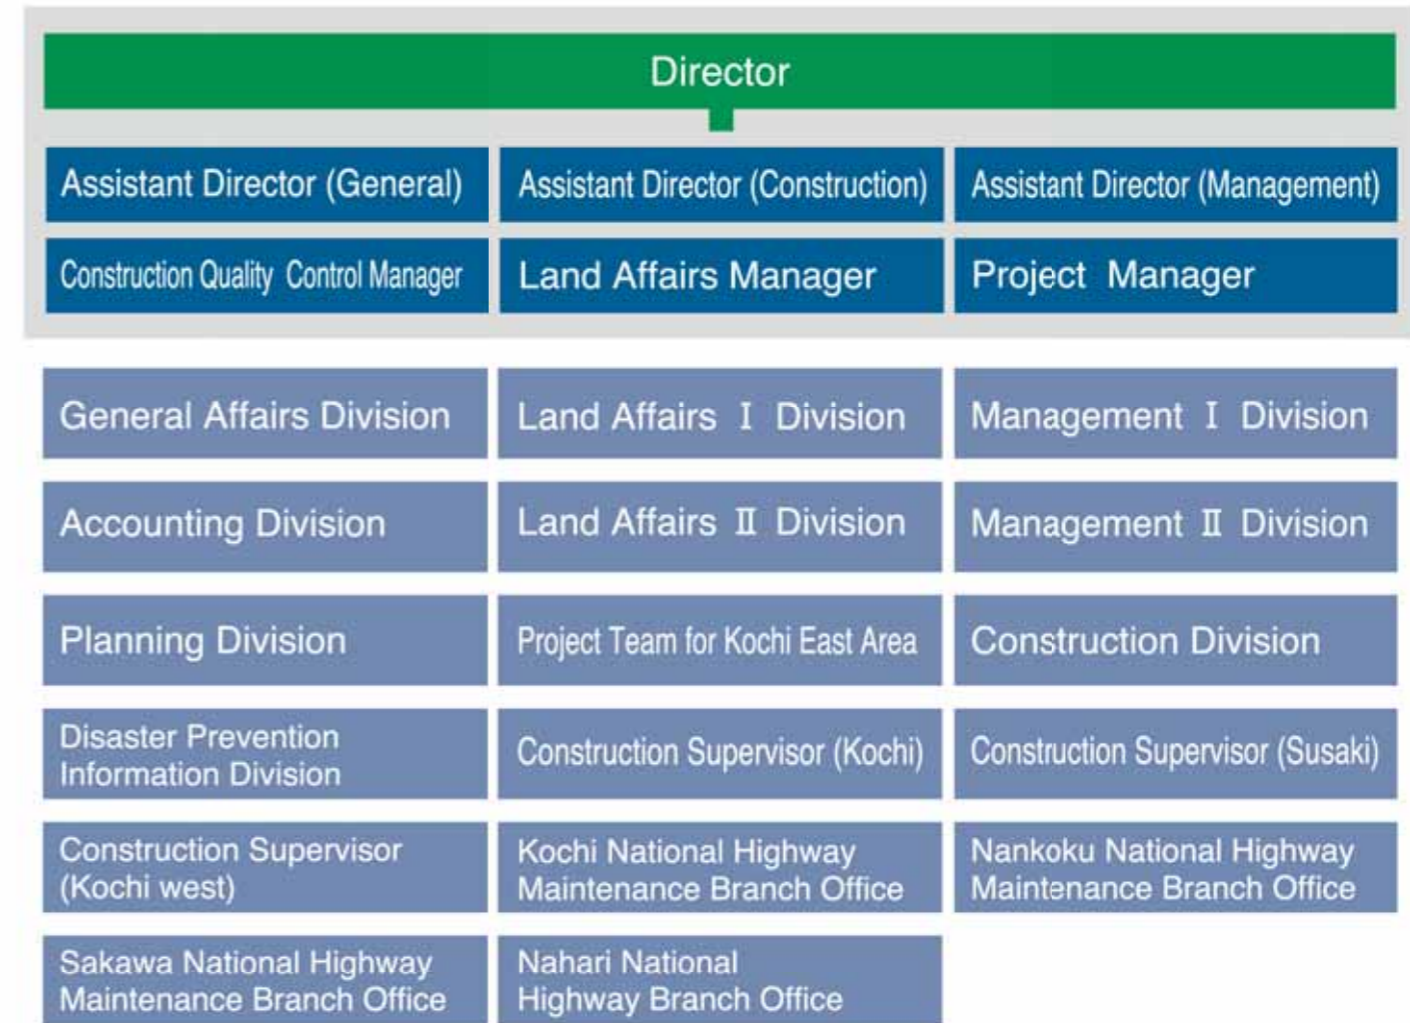 Director
Assistant Director (General)
Assistant Director (Construction)
Assistant Director (Management)
Construction Quality Control Manager
Land Affairs Manager
Project Manager
General Affairs Division
Land Affairs Ⅰ Division
Management Ⅰ Division
Accounting Division
Land Affairs Ⅱ Division
Management Ⅱ Division
Planning Division
Project Team for Kochi East Area
Construction Division
Disaster Prevention
Information Division
Construction Supervisor (Kochi)
Construction Supervisor (Susaki)
Construction Supervisor
(Kochi west)
Kochi National Highway
Maintenance Branch Office
Nankoku National Highway
Maintenance Branch Office
Sakawa National Highway
Maintenance Branch Office
Nahari National
Highway Branch Office